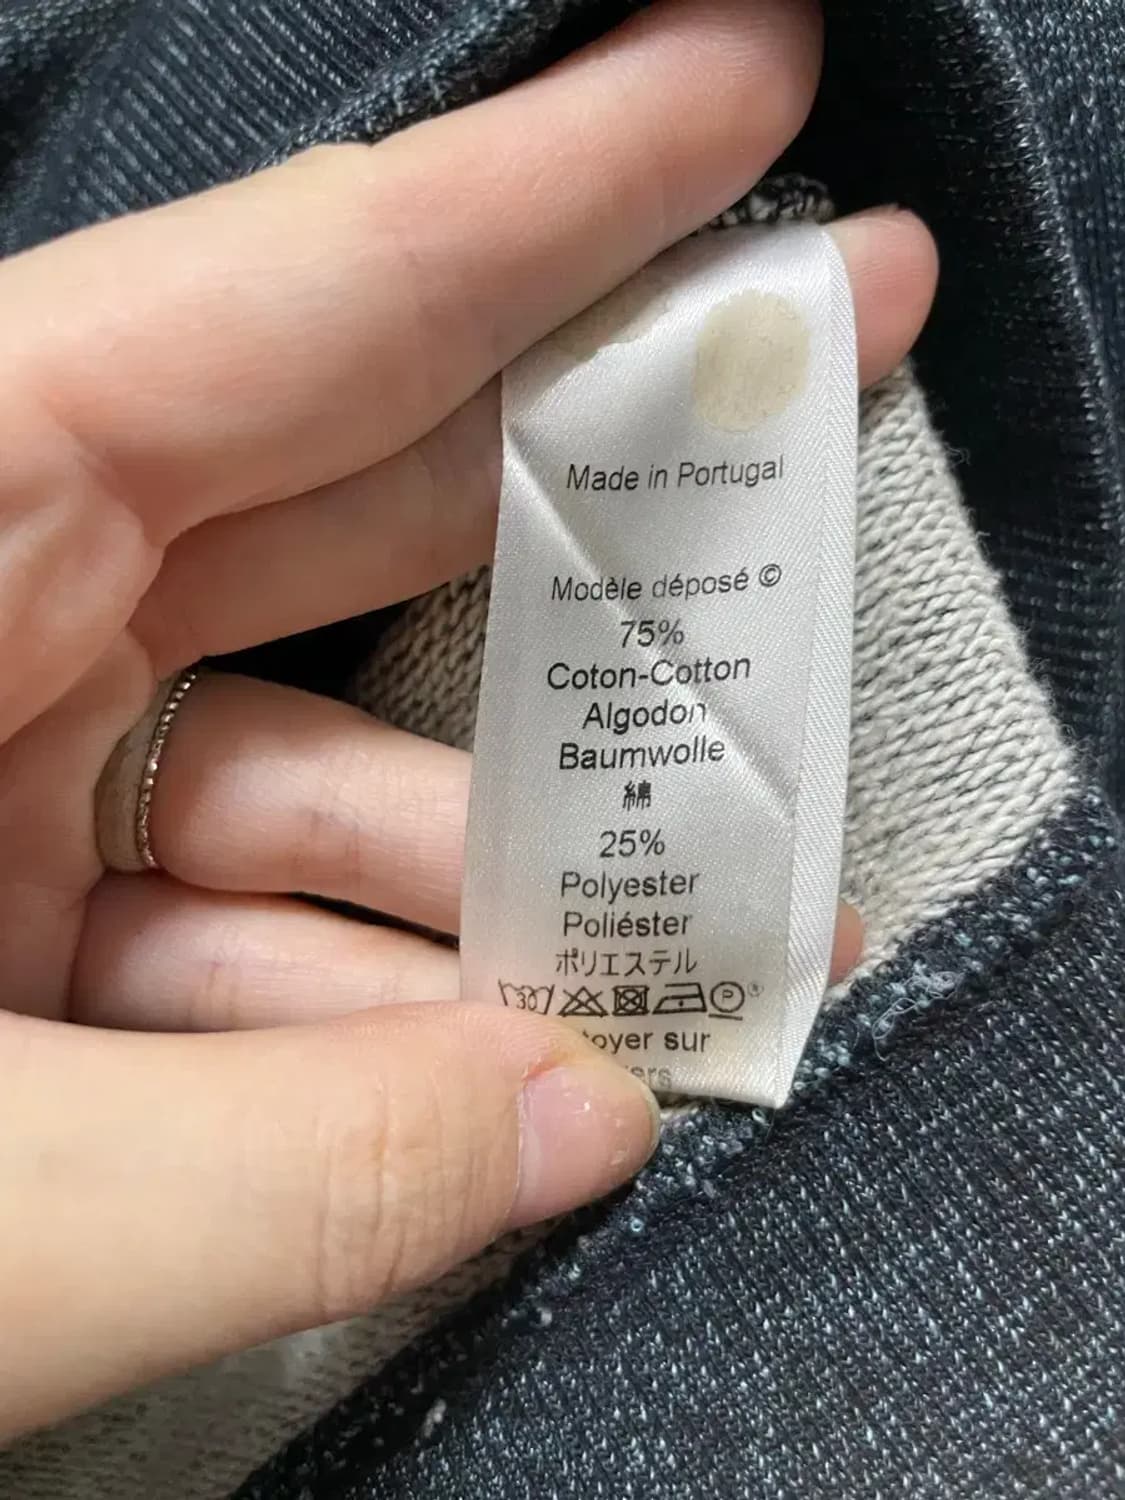 Made in Portugal
Modèle déposé ©
75%
Coton-Cotton
Algodon
Baumwolle
綿
25%
Polyester
Poliéster
ポリエステル
30 P ®
toyer sur